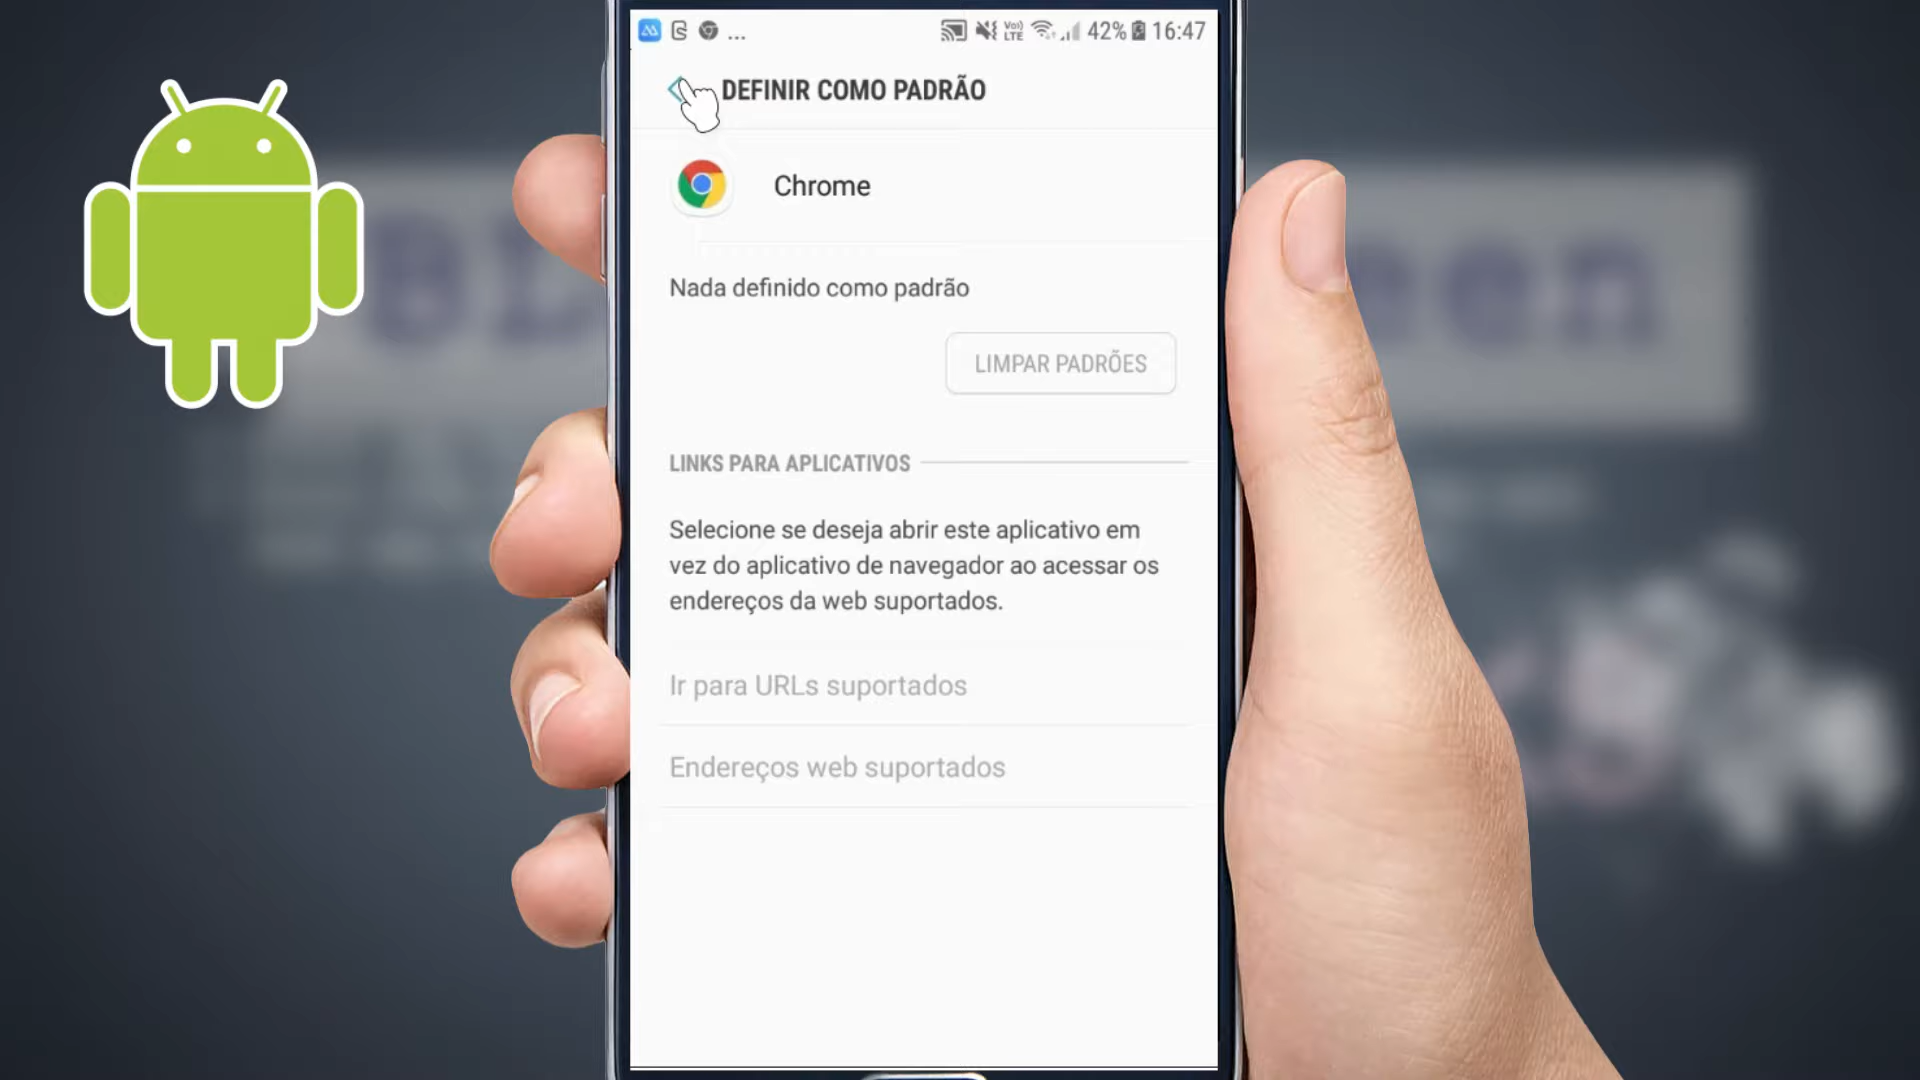 ... Vo)) LTE 42% 16:47
DEFINIR COMO PADRÃO
Chrome
Nada definido como padrão
LIMPAR PADRÕES
LINKS PARA APLICATIVOS
Selecione se deseja abrir este aplicativo em
vez do aplicativo de navegador ao acessar os
endereços da web suportados.
Ir para URLs suportados
Endereços web suportados